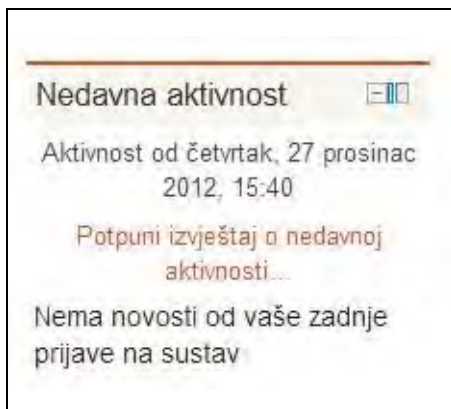 Nedavna aktivnost
Aktivnost od četvrtak, 27 prosinac
2012, 15:40
Potpuni izvještaj o nedavnoj
aktivnosti...
Nema novosti od vaše zadnje
prijave na sustav